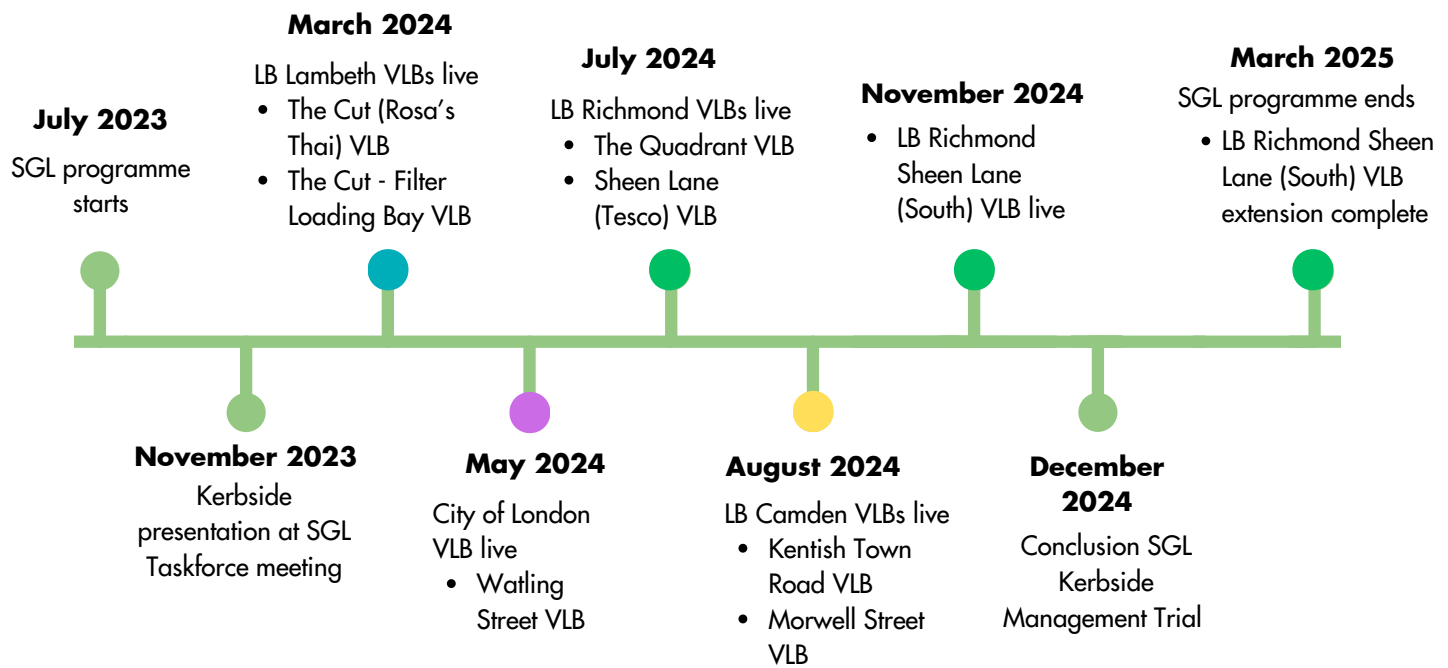 July 2023
SGL programme
starts
November 2023
Kerbside
presentation at SGL
Taskforce meeting
March 2024
LB Lambeth VLBs live
• The Cut (Rosa’s
Thai) VLB
• The Cut - Filter
Loading Bay VLB
May 2024
City of London
VLB live
• Watling
Street VLB
July 2024
LB Richmond VLBs live
• The Quadrant VLB
• Sheen Lane
(Tesco) VLB
August 2024
LB Camden VLBs live
• Kentish Town
Road VLB
• Morwell Street
VLB
November 2024
• LB Richmond
Sheen Lane
(South) VLB live
December
2024
Conclusion SGL
Kerbside
Management Trial
March 2025
SGL programme ends
• LB Richmond Sheen
Lane (South) VLB
extension complete